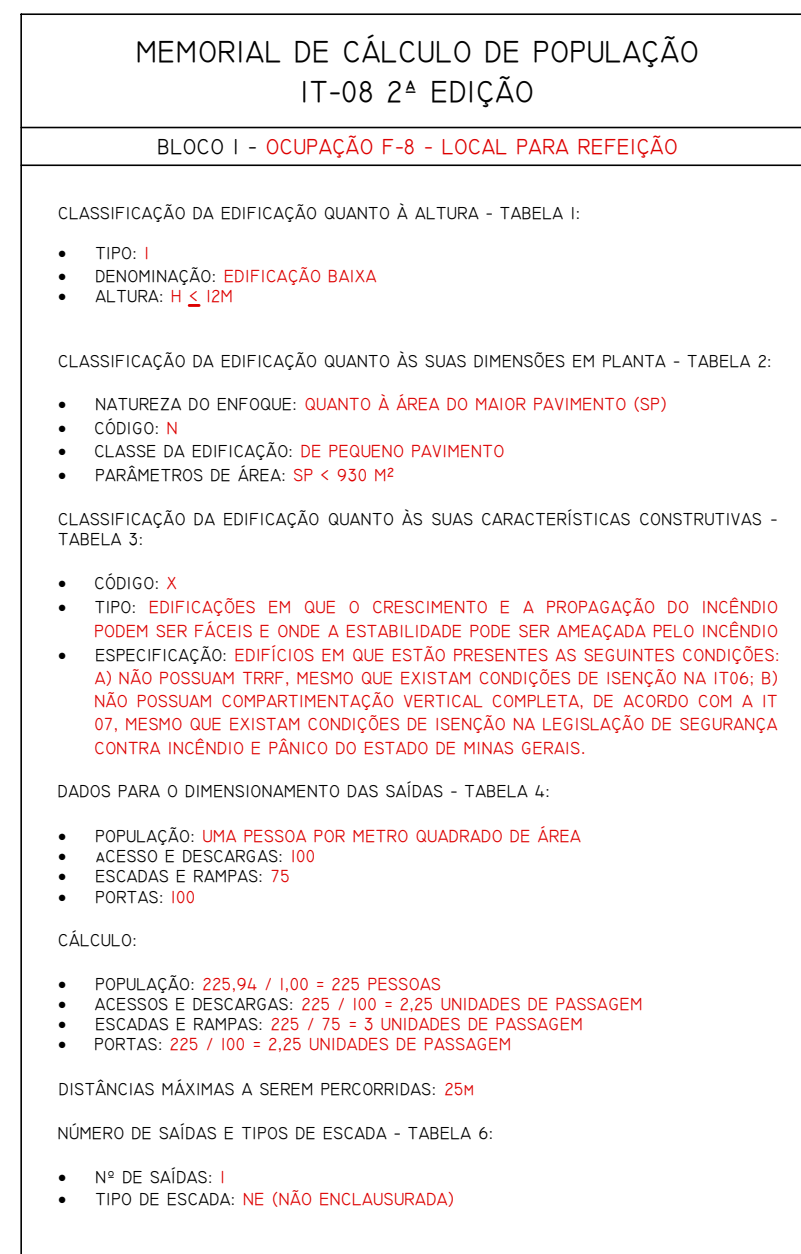 MEMORIAL DE CÁLCULO DE POPULAÇÃO
IT-08 2ª EDIÇÃO
BLOCO I - OCUPAÇÃO F-8 - LOCAL PARA REFEIÇÃO
CLASSIFICAÇÃO DA EDIFICAÇÃO QUANTO À ALTURA - TABELA I:
• TIPO: I
• DENOMINAÇÃO: EDIFICAÇÃO BAIXA
• ALTURA: H ≤ 12M
CLASSIFICAÇÃO DA EDIFICAÇÃO QUANTO ÀS SUAS DIMENSÕES EM PLANTA - TABELA 2:
• NATUREZA DO ENFOQUE: QUANTO À ÁREA DO MAIOR PAVIMENTO (SP)
• CÓDIGO: N
• CLASSE DA EDIFICAÇÃO: DE PEQUENO PAVIMENTO
• PARÂMETROS DE ÁREA: SP < 930 M²
CLASSIFICAÇÃO DA EDIFICAÇÃO QUANTO ÀS SUAS CARACTERÍSTICAS CONSTRUTIVAS -
TABELA 3:
• CÓDIGO: X
• TIPO: EDIFICAÇÕES EM QUE O CRESCIMENTO E A PROPAGAÇÃO DO INCÊNDIO
PODEM SER FÁCEIS E ONDE A ESTABILIDADE PODE SER AMEAÇADA PELO INCÊNDIO
• ESPECIFICAÇÃO: EDIFÍCIOS EM QUE ESTÃO PRESENTES AS SEGUINTES CONDIÇÕES:
A) NÃO POSSUAM TRRF, MESMO QUE EXISTAM CONDIÇÕES DE ISENÇÃO NA IT06; B)
NÃO POSSUAM COMPARTIMENTAÇÃO VERTICAL COMPLETA, DE ACORDO COM A IT
07, MESMO QUE EXISTAM CONDIÇÕES DE ISENÇÃO NA LEGISLAÇÃO DE SEGURANÇA
CONTRA INCÊNDIO E PÂNICO DO ESTADO DE MINAS GERAIS.
DADOS PARA O DIMENSIONAMENTO DAS SAÍDAS - TABELA 4:
• POPULAÇÃO: UMA PESSOA POR METRO QUADRADO DE ÁREA
• ACESSO E DESCARGAS: 100
• ESCADAS E RAMPAS: 75
• PORTAS: 100
CÁLCULO:
• POPULAÇÃO: 225,94 / 1,00 = 225 PESSOAS
• ACESSOS E DESCARGAS: 225 / 100 = 2,25 UNIDADES DE PASSAGEM
• ESCADAS E RAMPAS: 225 / 75 = 3 UNIDADES DE PASSAGEM
• PORTAS: 225 / 100 = 2,25 UNIDADES DE PASSAGEM
DISTÂNCIAS MÁXIMAS A SEREM PERCORRIDAS: 25M
NÚMERO DE SAÍDAS E TIPOS DE ESCADA - TABELA 6:
• Nº DE SAÍDAS: I
• TIPO DE ESCADA: NE (NÃO ENCLAUSURADA)